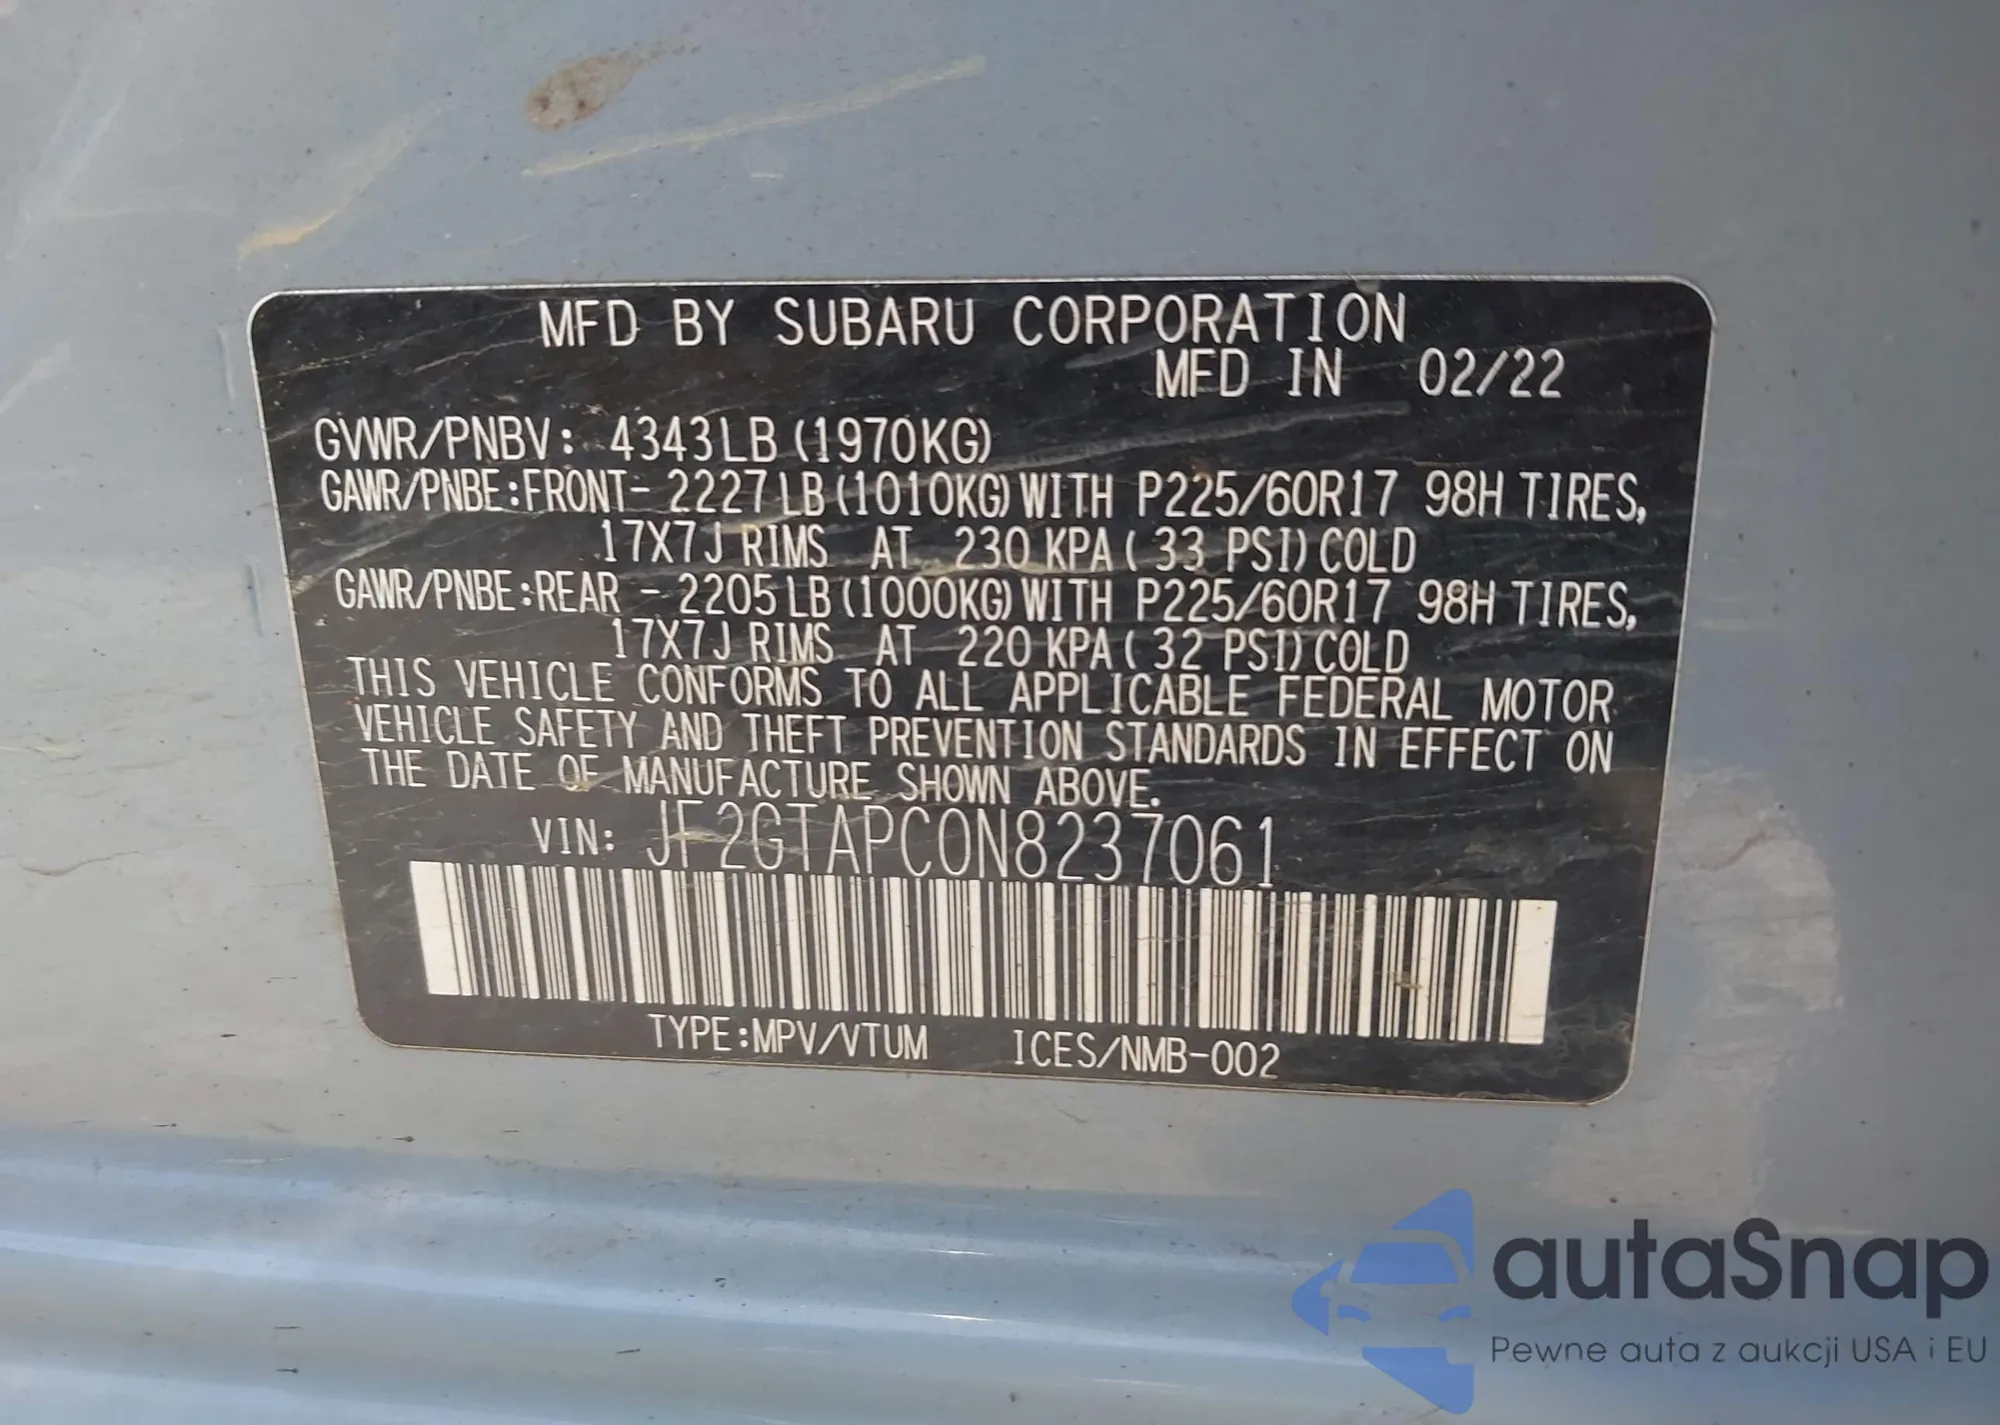 MFD BY SUBARU CORPORATION
MFD IN 02/22
GVWR/PNBV: 4343LB(1970KG)
GAWR/PNBE:FRONT- 2227LB(1010KG)WITH P225/60R17 98H TIRES,
17X7J RIMS AT 230 KPA( 33 PSI)COLD
GAWR/PNBE:REAR - 2205LB(1000KG)WITH P225/60R17 98H TIRES,
17X7J RIMS AT 220 KPA( 32 PSI)COLD
THIS VEHICLE CONFORMS TO ALL APPLICABLE FEDERAL MOTOR
VEHICLE SAFETY AND THEFT PREVENTION STANDARDS IN EFFECT ON
THE DATE OF MANUFACTURE SHOWN ABOVE.
VIN: JF2GTAPC0N8237061
TYPE:MPV/VTUM ICES/NMB-002
autaSnap
Pewne auta z aukcji USA i EU